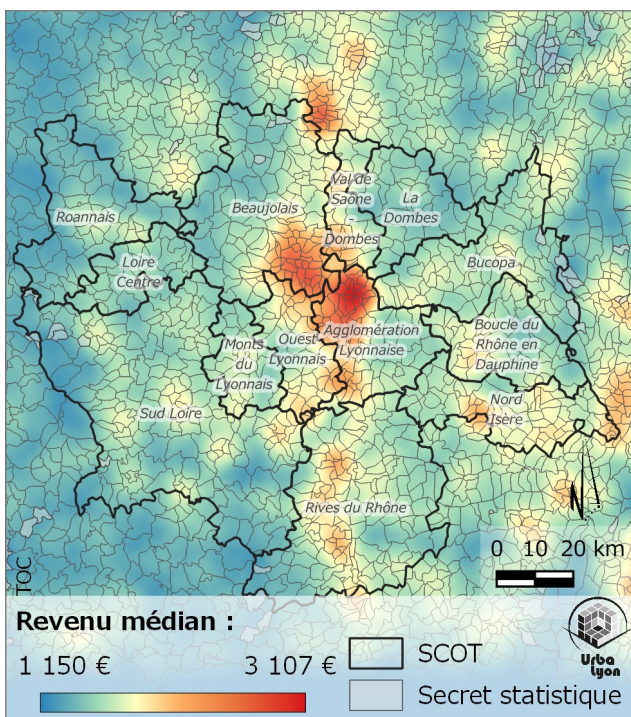 Val de
Saône
-
Dombes
La
Dombes
Roannais
Beaujolais
Loire
Centre
Bucopa
Monts
du
Lyonnais
Ouest
Lyonnais
Agglomération
Lyonnaise
Boucle du
Rhône en
Dauphine
Sud Loire
Nord
Isère
Rives du Rhône
N
0 10 20 km
TOC
Revenu médian :
1 150 € 3 107 €
SCOT
Secret statistique
Urba
Lyon